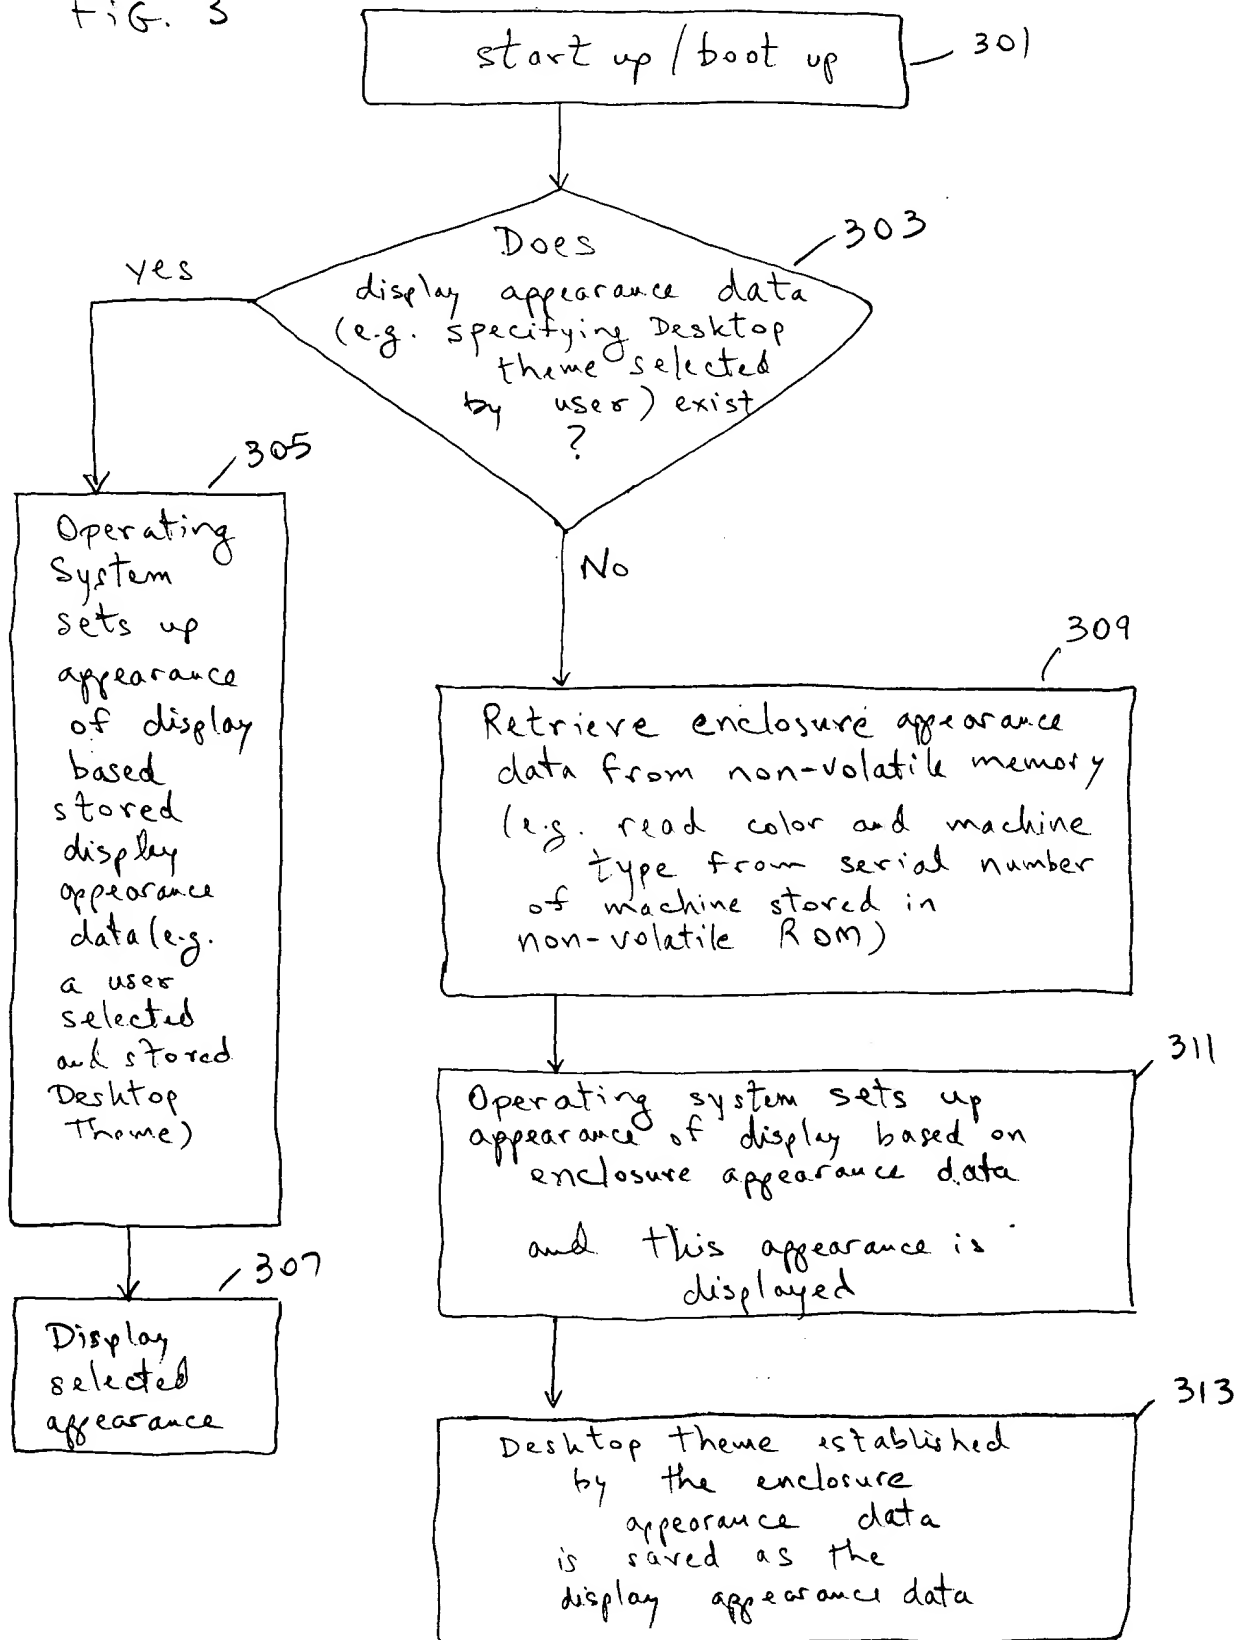 FiG. 3
start up / boot up
301
Does
display appearance data
(e.g. specifying Desktop
theme selected
by user) exist
?
303
yes
No
305
Operating
System
sets up
appearance
of display
based
stored
display
appearance
data (e.g.
a user
selected
and stored
Desktop
Theme)
307
Display
selected
appearance
309
Retrieve enclosure appearance
data from non-volatile memory
(e.g. read color and machine
type from serial number
of machine stored in
non-volatile ROM)
311
Operating system sets up
appearance of display based on
enclosure appearance data
and this appearance is
displayed
313
Desktop theme established
by the enclosure
appearance data
is saved as the
display appearance data